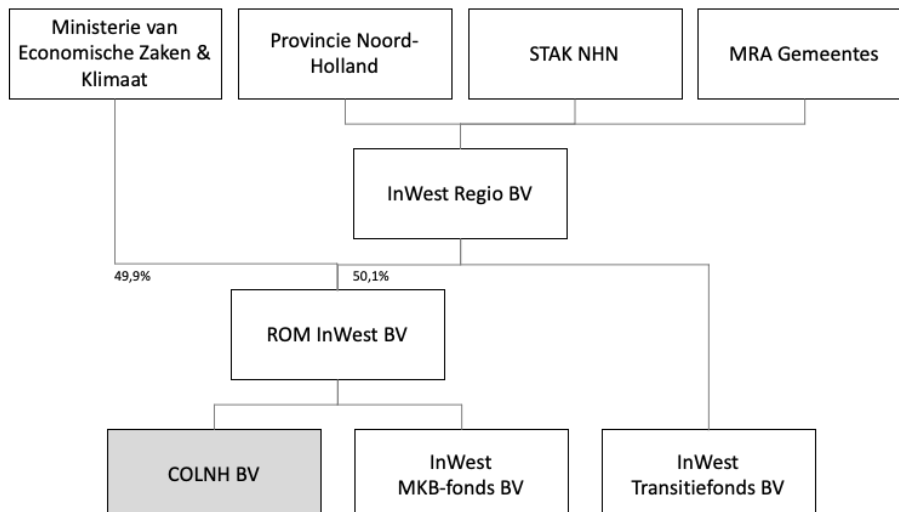 Ministerie van
Economische Zaken &
Klimaat
Provincie Noord-
Holland
STAK NHN
MRA Gemeentes
InWest Regio BV
49,9%
50,1%
ROM InWest BV
COLNH BV
InWest
MKB-fonds BV
InWest
Transitiefonds BV